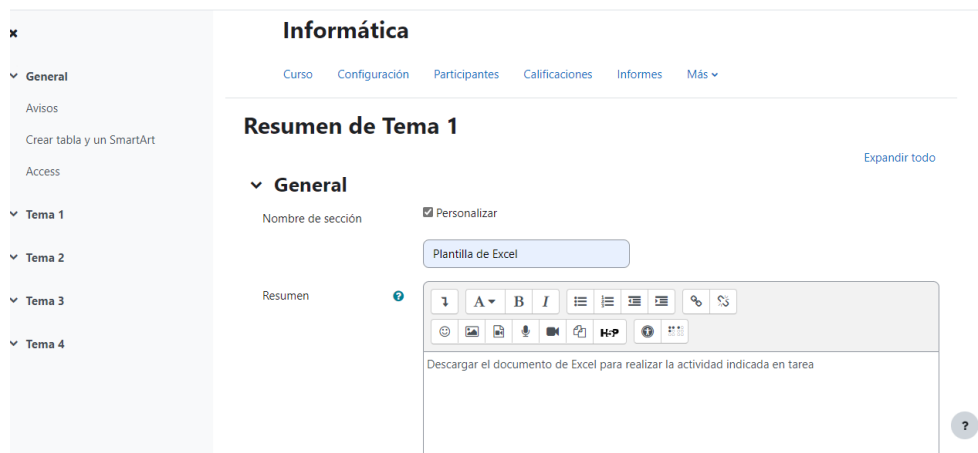 Informática
Curso Configuración Participantes Calificaciones Informes Más
General
Avisos
Crear tabla y un SmartArt
Access
Tema 1
Tema 2
Tema 3
Tema 4
Resumen de Tema 1
Expandir todo
General
Nombre de sección
Personalizar
Plantilla de Excel
Resumen
?
A B I
H-P
Descargar el documento de Excel para realizar la actividad indicada en tarea
?